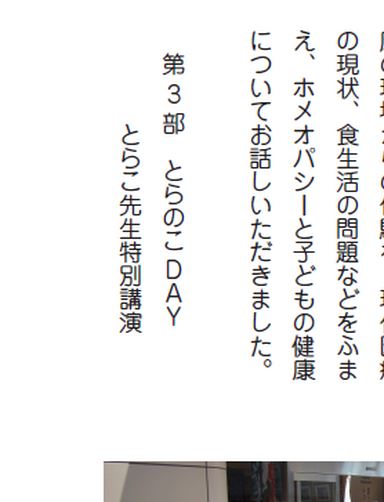 の現状、食生活の問題などをふま
え、ホメオパシーと子どもの健康
についてお話しいただきました。
第3部 とらのこDAY
とらこ先生特別講演